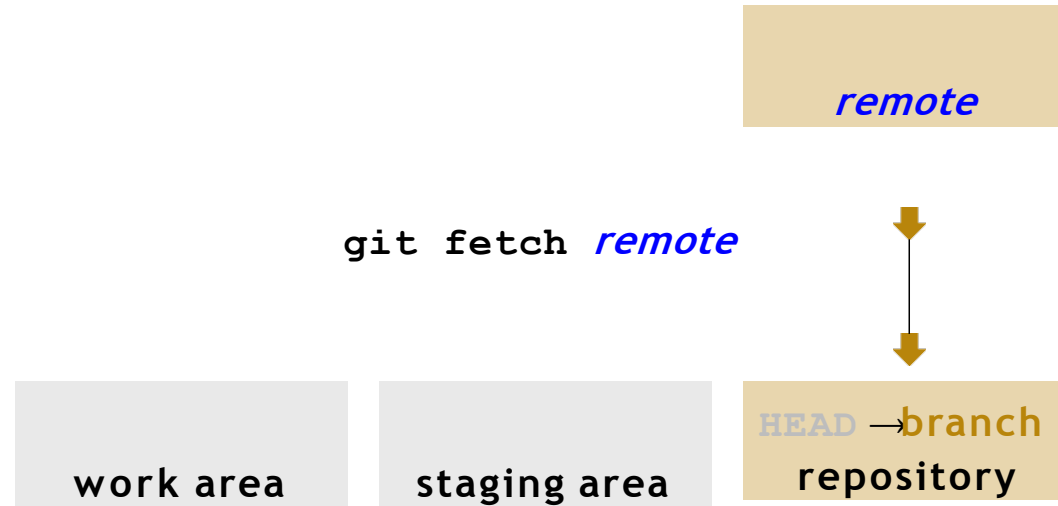 remote
git fetch remote
HEAD →branch
work area
staging area
repository